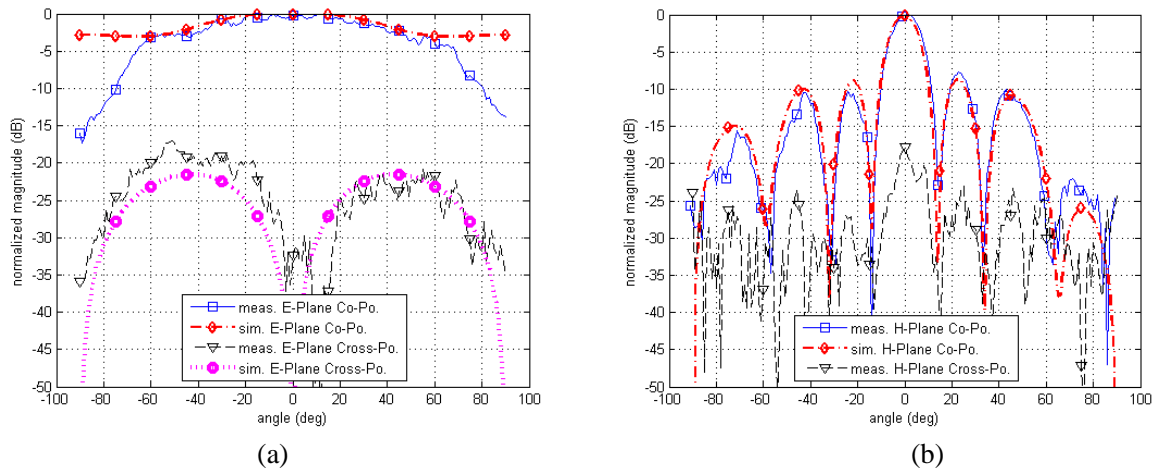 0
-5
-10
-15
-20
-25
-30
-35
-40
-45
-50
normalized magnitude (dB)
meas. E-Plane Co-Po.
sim. E-Plane Co-Po.
meas. E-Plane Cross-Po.
sim. E-Plane Cross-Po.
-100 -80 -60 -40 -20 0 20 40 60 80 100
angle (deg)
(a)
0
-5
-10
-15
-20
-25
-30
-35
-40
-45
-50
normalized magnitude (dB)
meas. H-Plane Co-Po.
sim. H-Plane Co-Po.
meas. H-Plane Cross-Po.
-100 -80 -60 -40 -20 0 20 40 60 80 100
angle (deg)
(b)